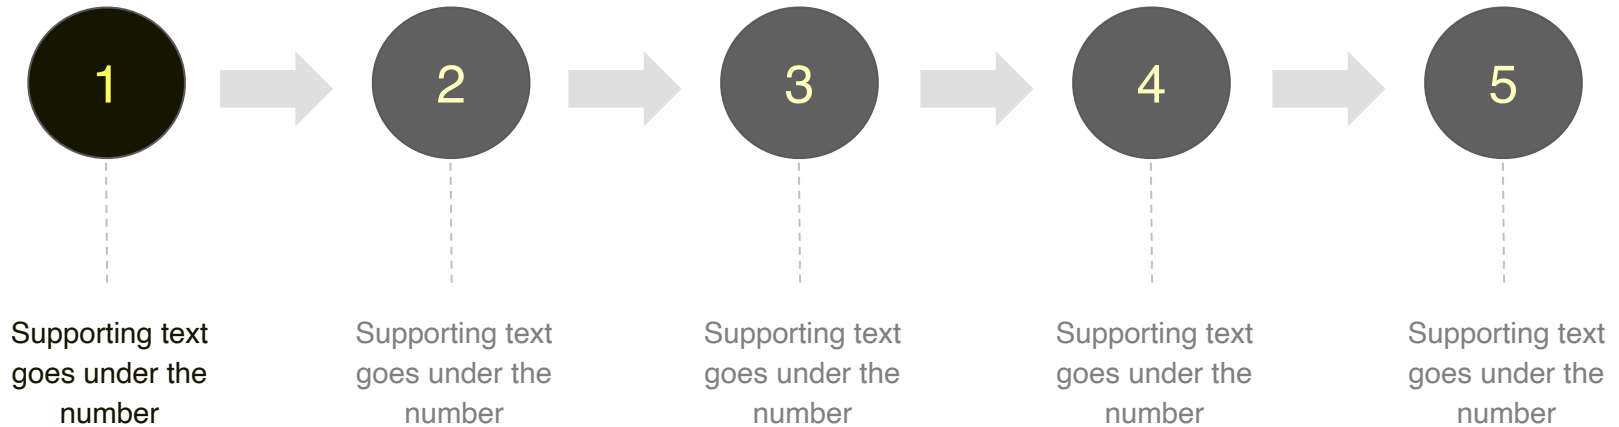 1
2
3
4
5
Supporting text
goes under the
number
Supporting text
goes under the
number
Supporting text
goes under the
number
Supporting text
goes under the
number
Supporting text
goes under the
number